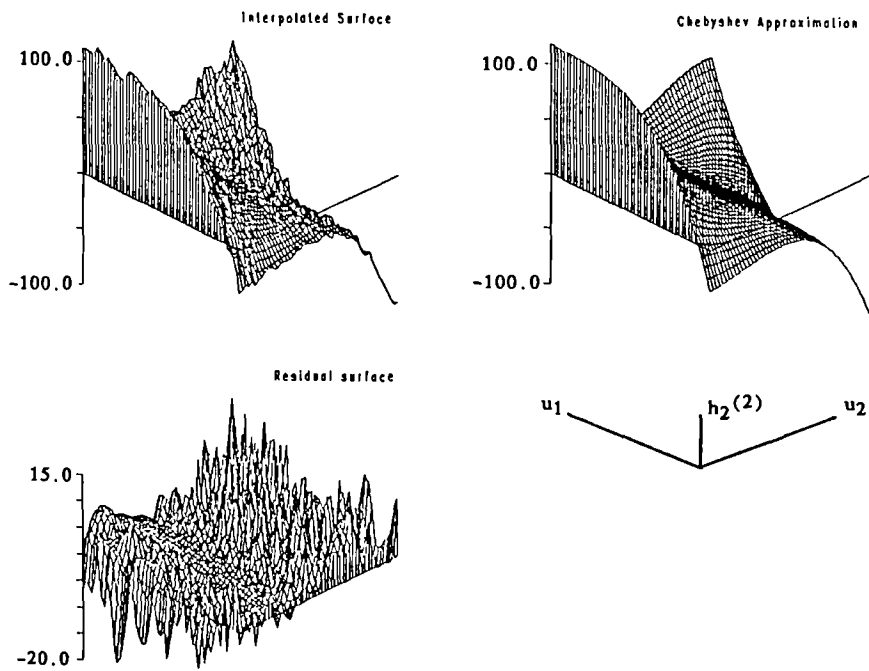 Interpolated Surface
100.0
-100.0
Chebyshev Approximation
100.0
-100.0
Residual surface
15.0
-20.0
u1 h2(2) u2